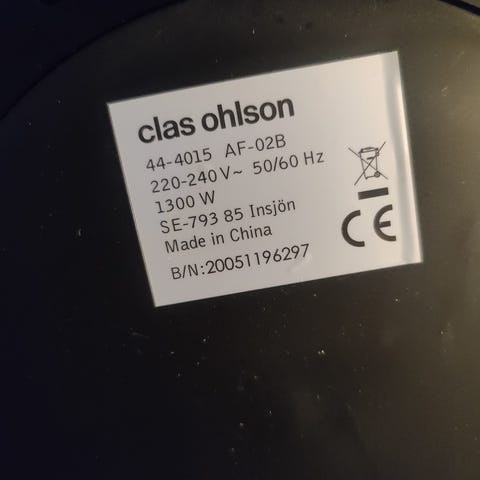 clas ohlson
44-4015 AF-02B
220-240V~ 50/60 Hz
1300 W
SE-793 85 Insjön
Made in China
B/N:20051196297
CE